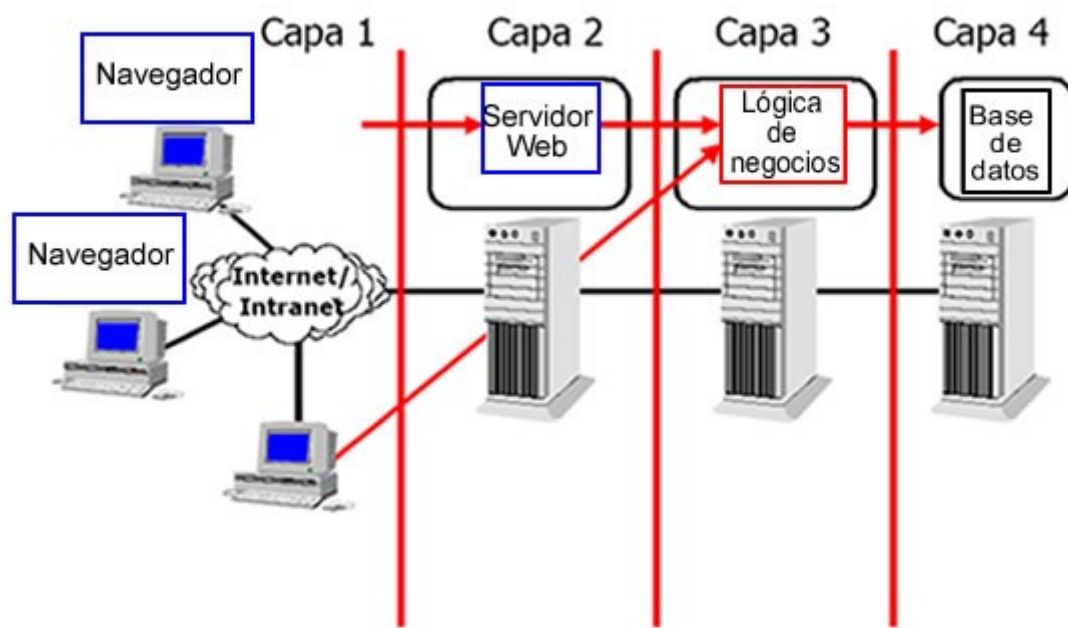 Capa 1
Capa 2
Capa 3
Capa 4
Navegador
Servidor
Web
Lógica
de
negocios
Base
de
datos
Navegador
Internet/
Intranet